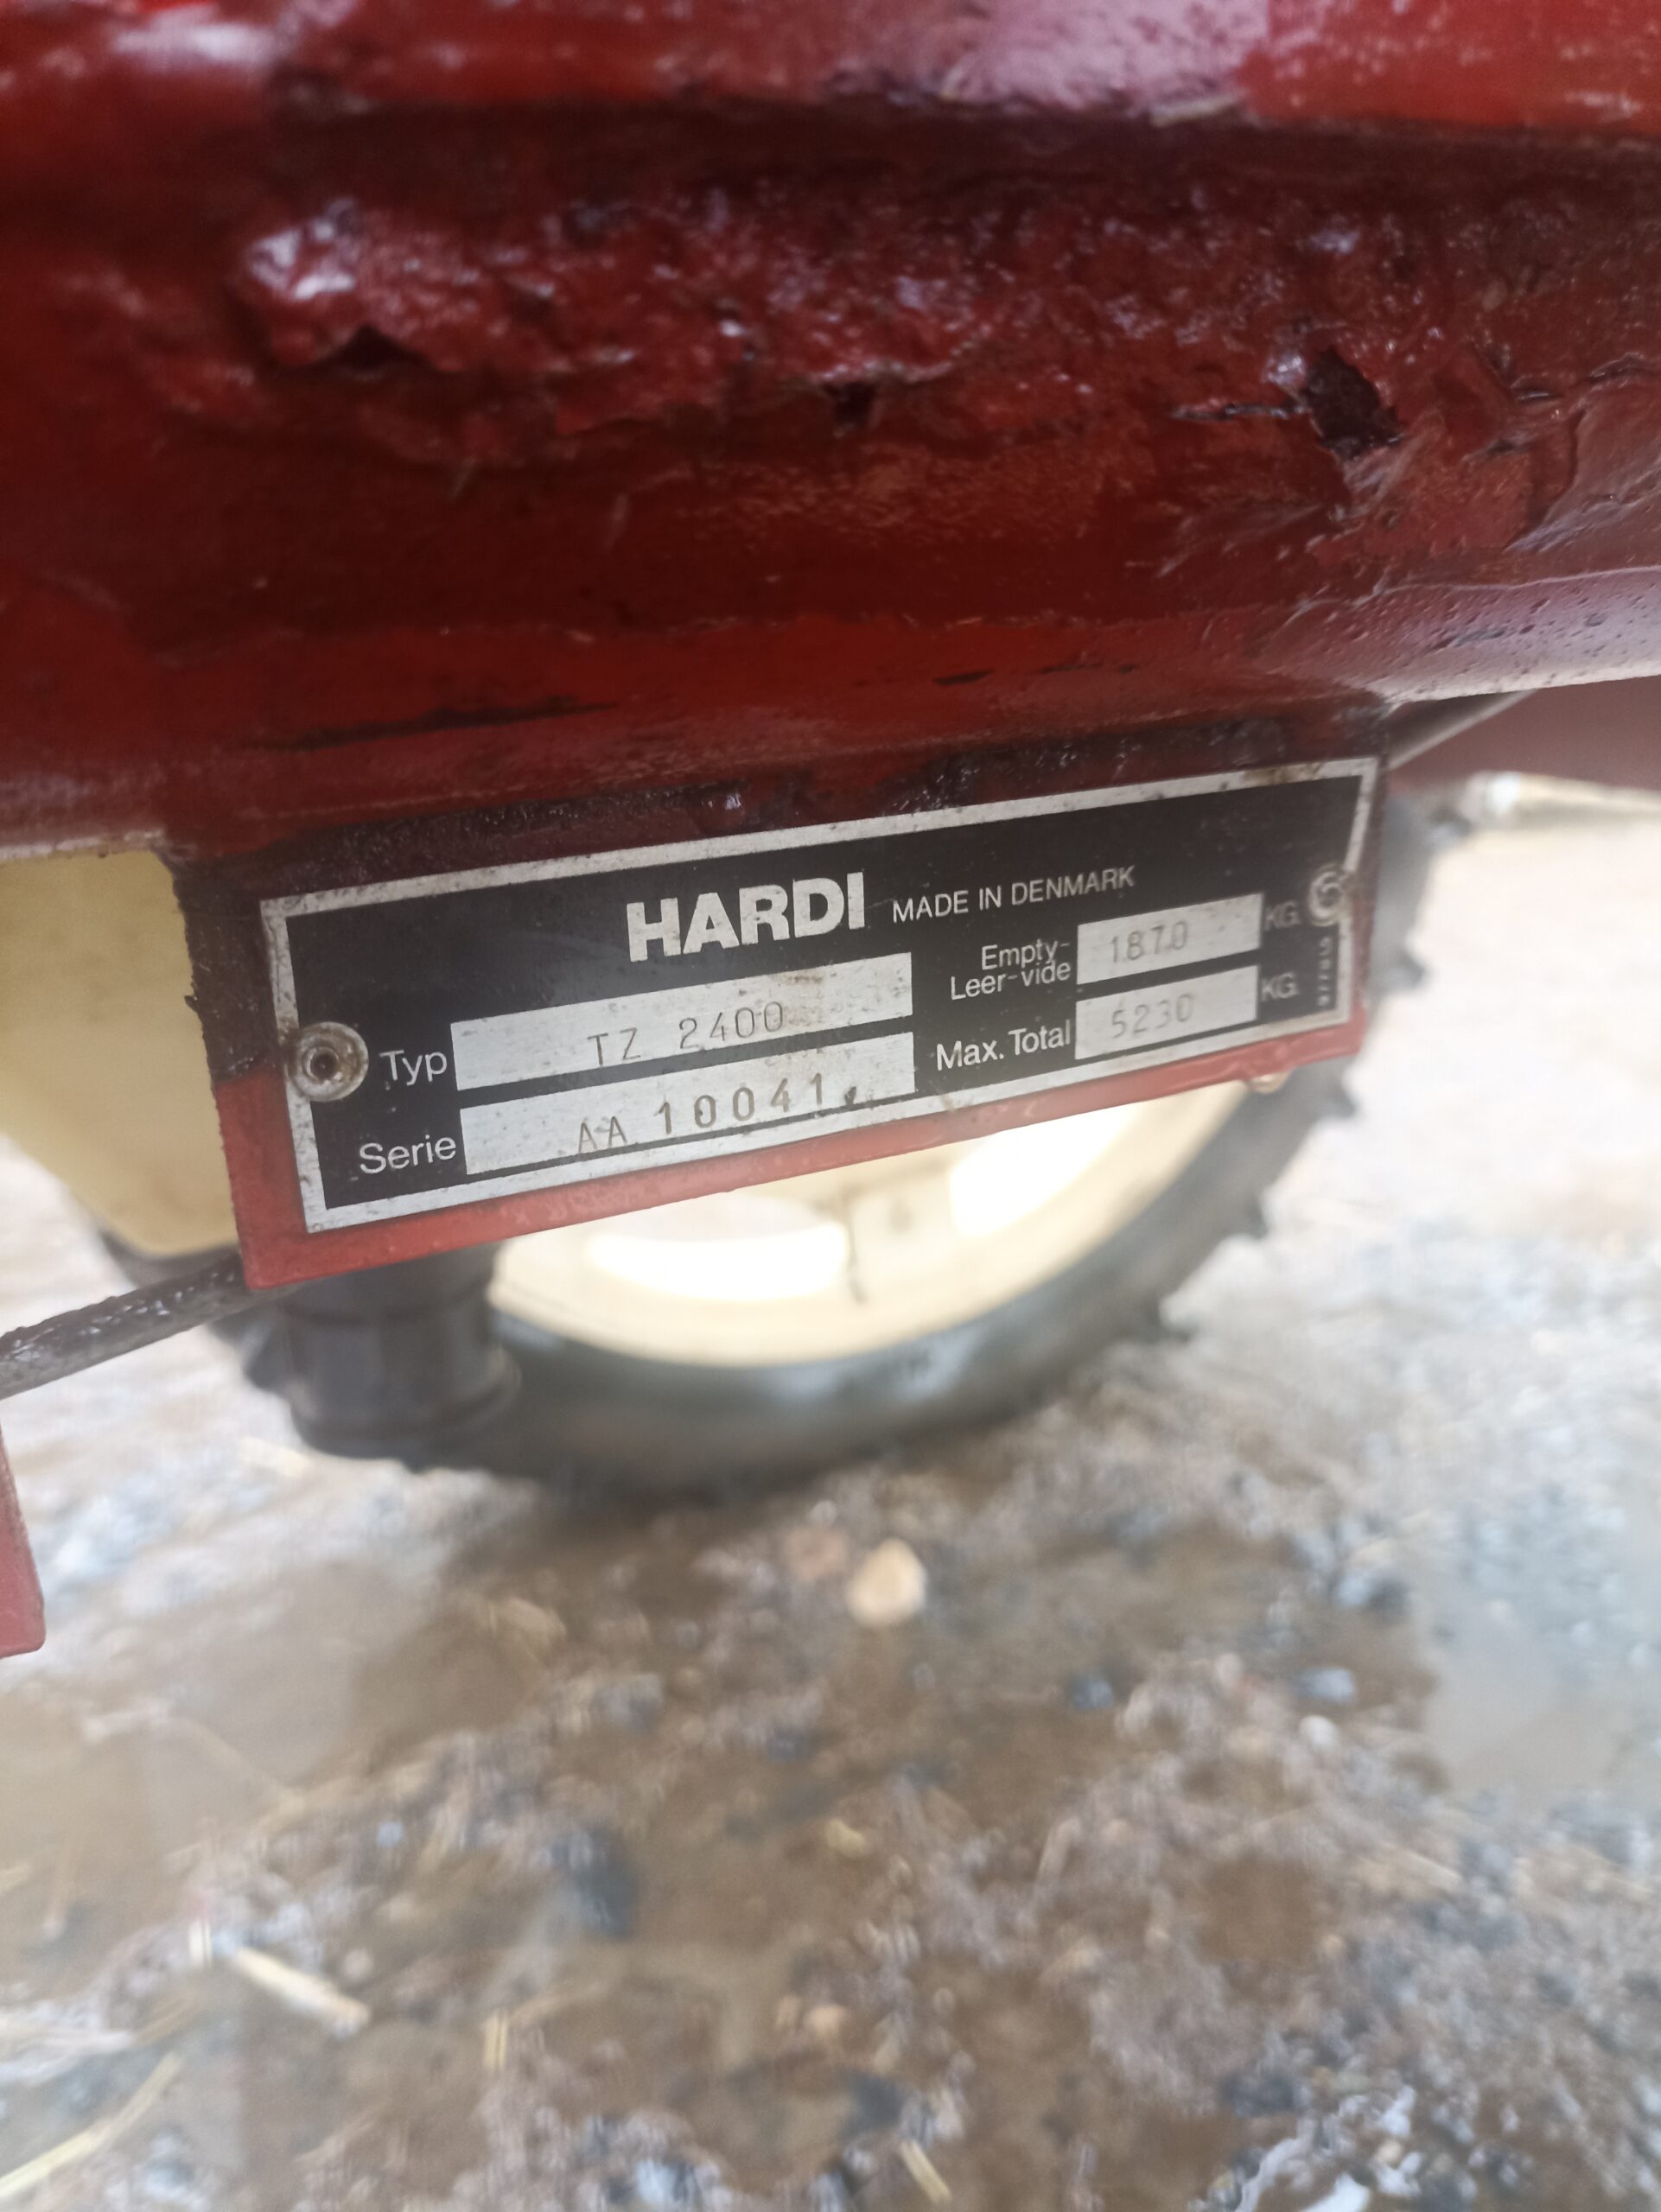 HARDI MADE IN DENMARK
Typ TZ 2400
Serie AA 10041
Empty-
Leer-vide 1870 KG.
Max. Total 5230 KG.